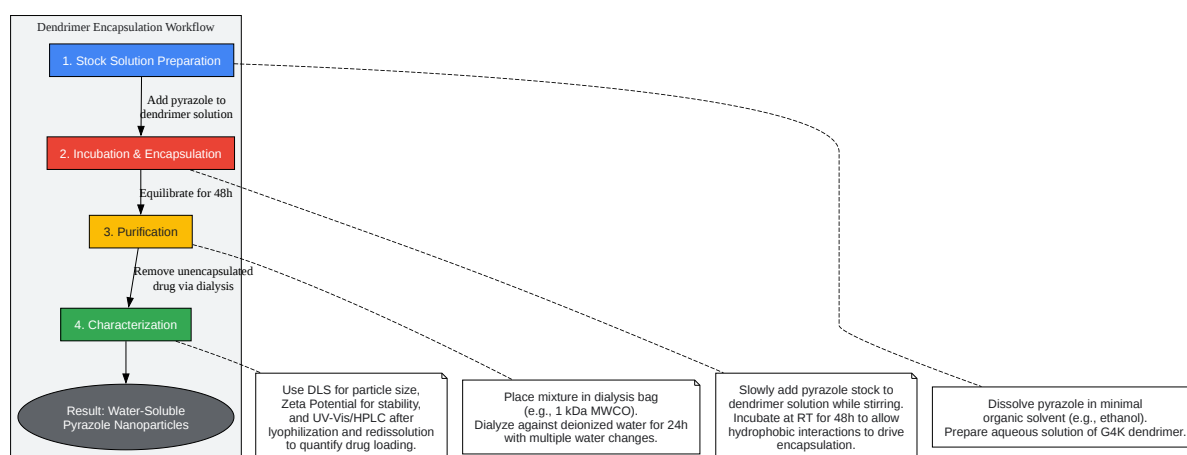 Dendrimer Encapsulation Workflow
1. Stock Solution Preparation
Add pyrazole to
dendrimer solution
2. Incubation & Encapsulation
Equilibrate for 48h
3. Purification
Remove unencapsulated
drug via dialysis
4. Characterization
Result: Water-Soluble
Pyrazole Nanoparticles
Use DLS for particle size,
Zeta Potential for stability,
and UV-Vis/HPLC after
lyophilization and redissolution
to quantify drug loading.
Place mixture in dialysis bag
(e.g., 1 kDa MWCO).
Dialyze against deionized water for 24h
with multiple water changes.
Slowly add pyrazole stock to
dendrimer solution while stirring.
Incubate at RT for 48h to allow
hydrophobic interactions to drive
encapsulation.
Dissolve pyrazole in minimal
organic solvent (e.g., ethanol).
Prepare aqueous solution of G4K dendrimer.